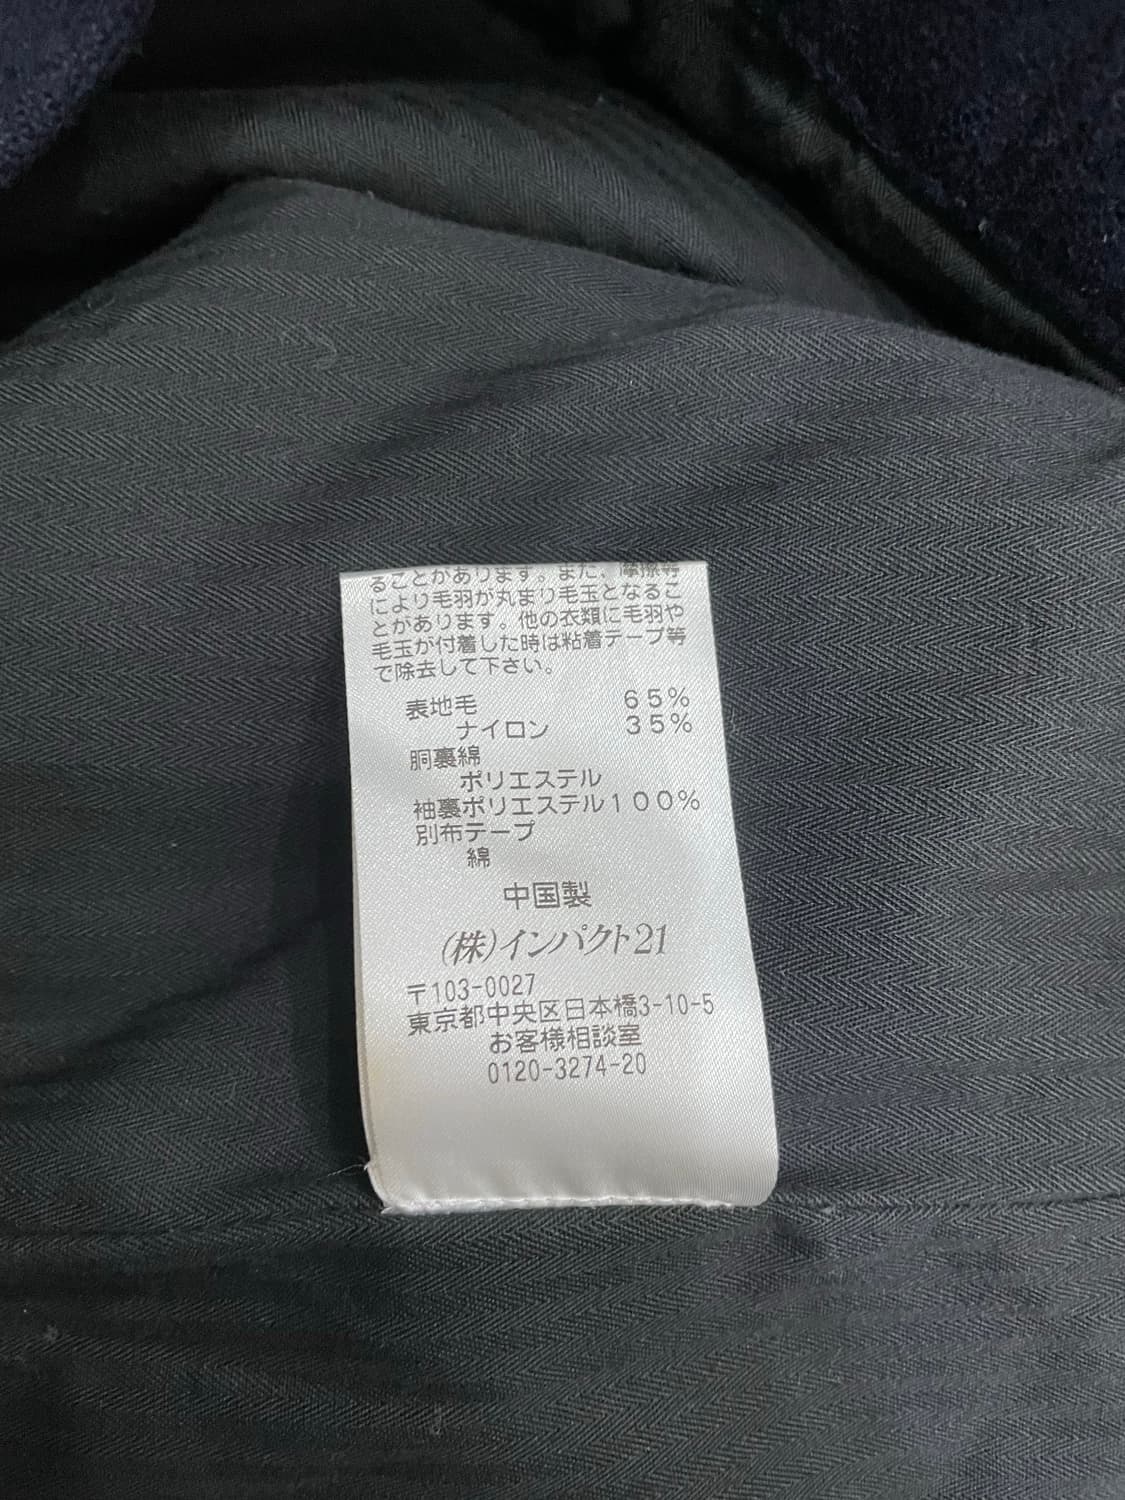 ることがあります。また、摩擦等
により毛羽が丸まり毛玉となるこ
とがあります。他の衣類に毛羽や
毛玉が付着した時は粘着テープ等
で除去して下さい。
表地毛 65%
ナイロン 35%
胴裏綿
ポリエステル
袖裏ポリエステル100%
別布テープ
綿
中国製
(株)インパクト21
〒103-0027
東京都中央区日本橋3-10-5
お客様相談室
0120-3274-20